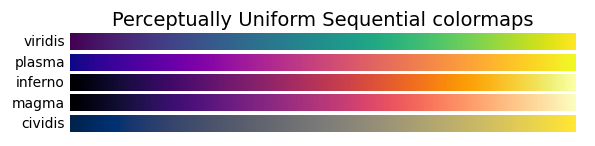 Perceptually Uniform Sequential colormaps
viridis
plasma
inferno
magma
cividis